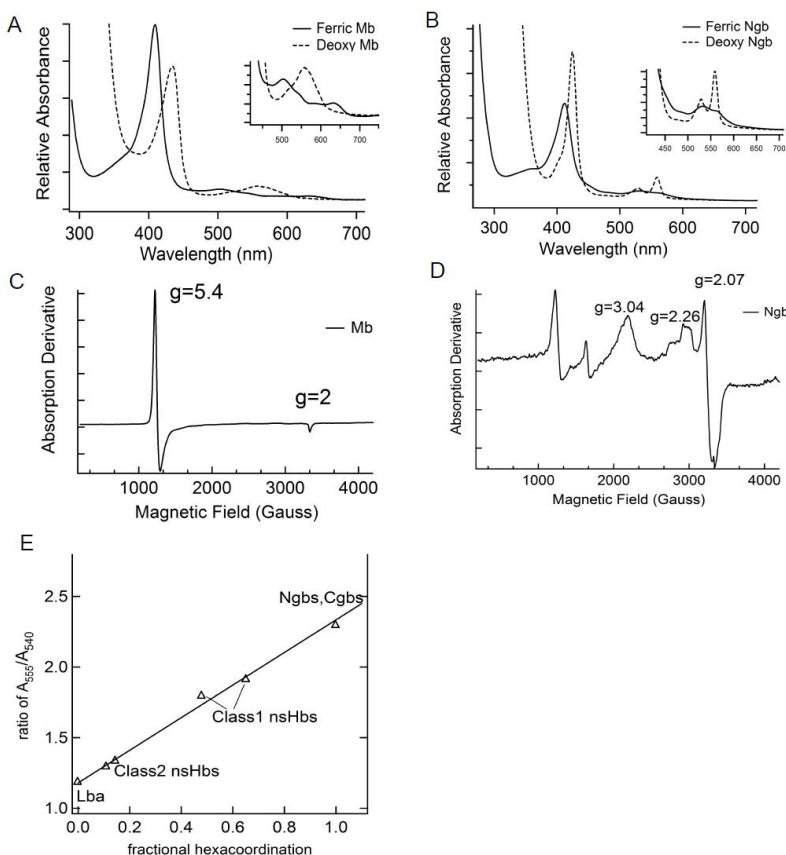 A
Relative Absorbance
Ferric Mb
Deoxy Mb
500 600 700
300 400 500 600 700
Wavelength (nm)
B
Relative Absorbance
Ferric Ngb
Deoxy Ngb
450 500 550 600 650 700
300 400 500 600 700
Wavelength (nm)
C
Absorption Derivative
g=5.4
Mb
g=2
1000 2000 3000 4000
Magnetic Field (Gauss)
D
Absorption Derivative
g=2.07
g=3.04
g=2.26
Ngb
1000 2000 3000 4000
Magnetic Field (Gauss)
E
ratio of A555/A540
2.5
2.0
1.5
1.0
Ngbs,Cgbs
Class1 nsHbs
Class2 nsHbs
Lba
0.0 0.2 0.4 0.6 0.8 1.0
fractional hexacoordination